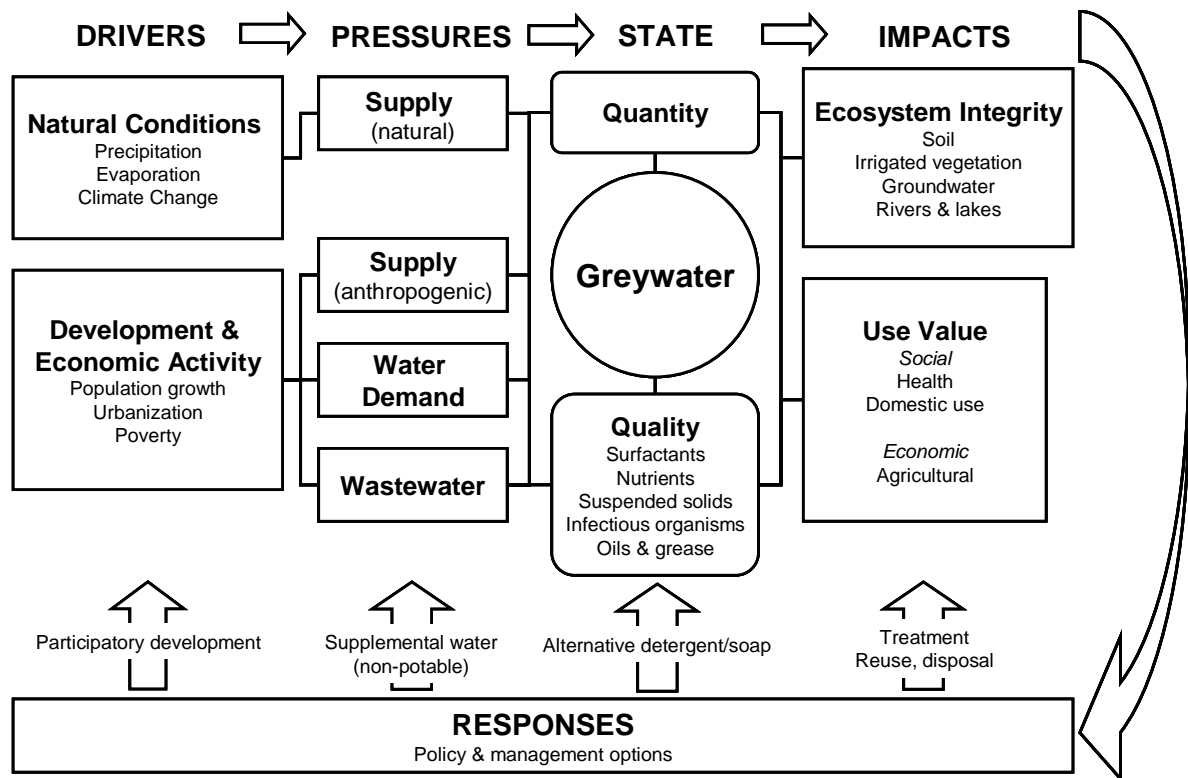 DRIVERS
PRESSURES
STATE
IMPACTS
Natural Conditions
Precipitation
Evaporation
Climate Change
Development &
Economic Activity
Population growth
Urbanization
Poverty
Supply
(natural)
Supply
(anthropogenic)
Water
Demand
Wastewater
Quantity
Greywater
Quality
Surfactants
Nutrients
Suspended solids
Infectious organisms
Oils & grease
Ecosystem Integrity
Soil
Irrigated vegetation
Groundwater
Rivers & lakes
Use Value
Social
Health
Domestic use
Economic
Agricultural
Participatory development
Supplemental water
(non-potable)
Alternative detergent/soap
Treatment
Reuse, disposal
RESPONSES
Policy & management options